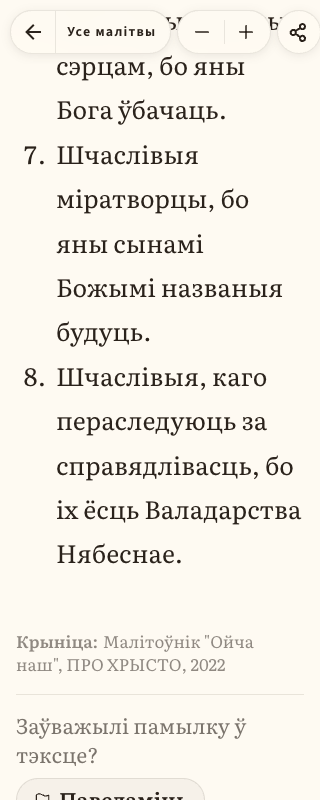 Усе малітвы
сэрцам, бо яны
Бога ўбачаць.
7. Шчаслівыя
міратворцы, бо
яны сынамі
Божымі названыя
будуць.
8. Шчаслівыя, каго
пераследуюць за
справядлівасць, бо
іх ёсць Валадарства
Нябеснае.
Крыніца: Малітоўнік "Ойча
наш", ПРО ХРЫСТО, 2022
Заўважылі памылку ў
тэксце?